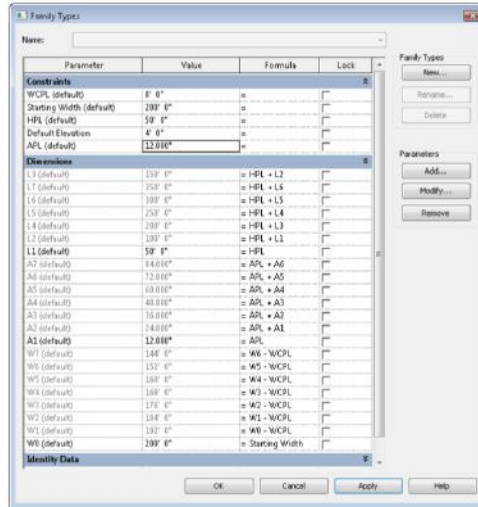 Family Types
Name:
Parameter Value Formula Lock
Constraints
WCPL (default) 8' 0" =
Starting Width (default) 200' 0" =
HPL (default) 50' 0" =
Default Elevation 4' 0" =
APL (default) 12.000° =
Dimensions
L3 (default) 150' 0" = HPL + L2
L7 (default) 350' 0" = HPL + L6
L6 (default) 300' 0" = HPL + L5
L5 (default) 250' 0" = HPL + L4
L4 (default) 200' 0" = HPL + L3
L2 (default) 100' 0" = HPL + L1
L1 (default) 50' 0" = HPL
A7 (default) 84.000° = APL + A6
A6 (default) 72.000° = APL + A5
A5 (default) 60.000° = APL + A4
A4 (default) 48.000° = APL + A3
A3 (default) 36.000° = APL + A2
A2 (default) 24.000° = APL + A1
A1 (default) 12.000° = APL
W7 (default) 144' 0" = W6 - WCPL
W6 (default) 152' 0" = W5 - WCPL
W5 (default) 160' 0" = W4 - WCPL
W4 (default) 168' 0" = W3 - WCPL
W3 (default) 176' 0" = W2 - WCPL
W2 (default) 184' 0" = W1 - WCPL
W1 (default) 192' 0" = W0 - WCPL
W0 (default) 200' 0" = Starting Width
Identity Data
Family Types
New...
Rename...
Delete
Parameters
Add...
Modify...
Remove
OK Cancel Apply Help